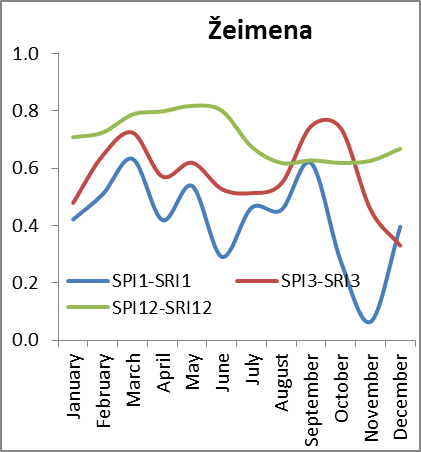 Žeimena
1.0
0.8
0.6
0.4
0.2
0.0
SPI1-SRI1
SPI3-SRI3
SPI12-SRI12
January
February
March
April
May
June
July
August
September
October
November
December